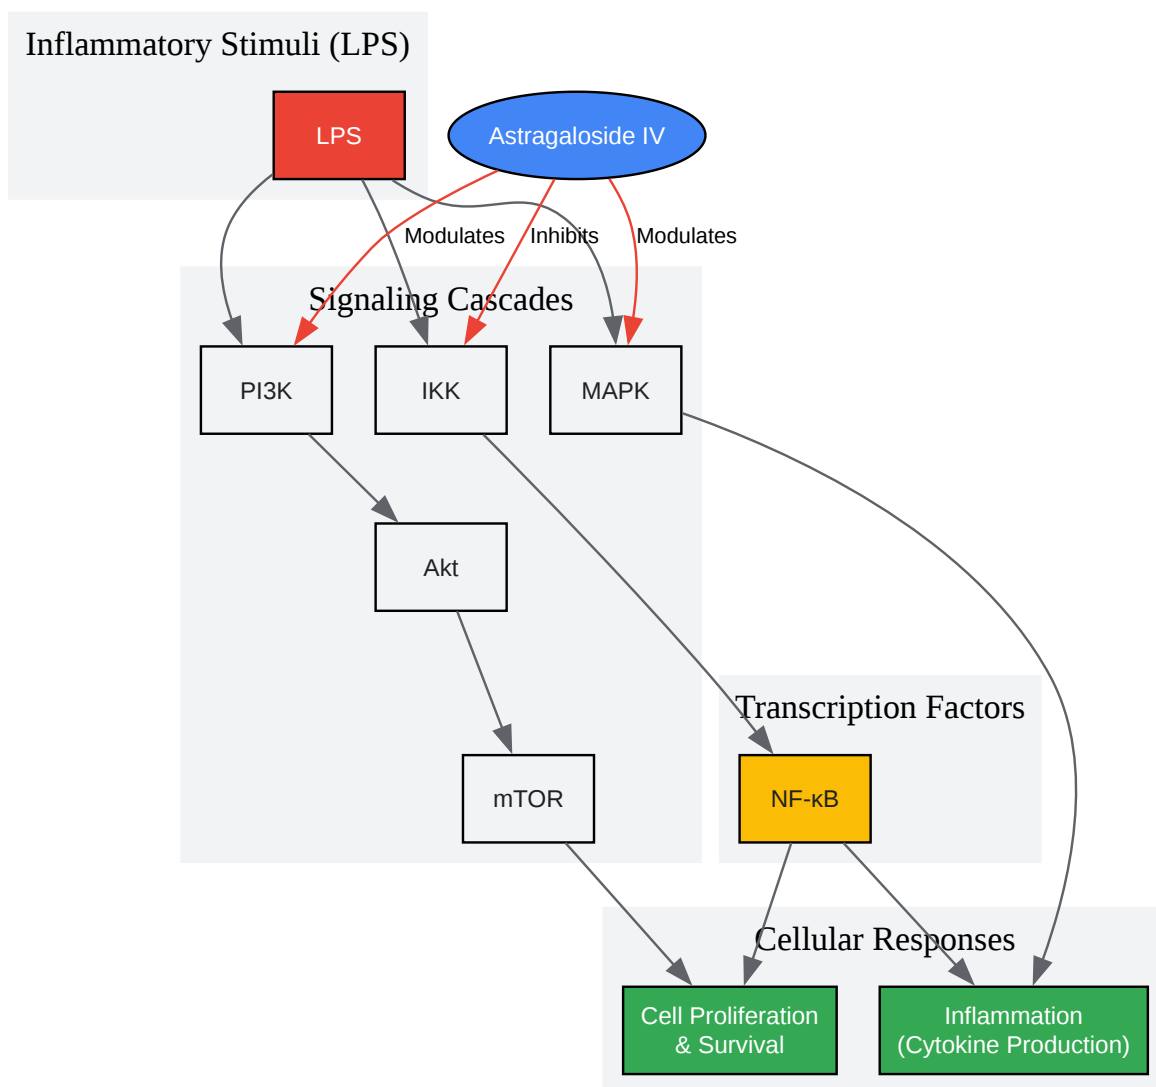 Inflammatory Stimuli (LPS)
LPS
Astragaloside IV
Modulates
Inhibits
Modulates
Signaling Cascades
PI3K
IKK
MAPK
Akt
Transcription Factors
mTOR
NF-κB
Cellular Responses
Cell Proliferation
& Survival
Inflammation
(Cytokine Production)